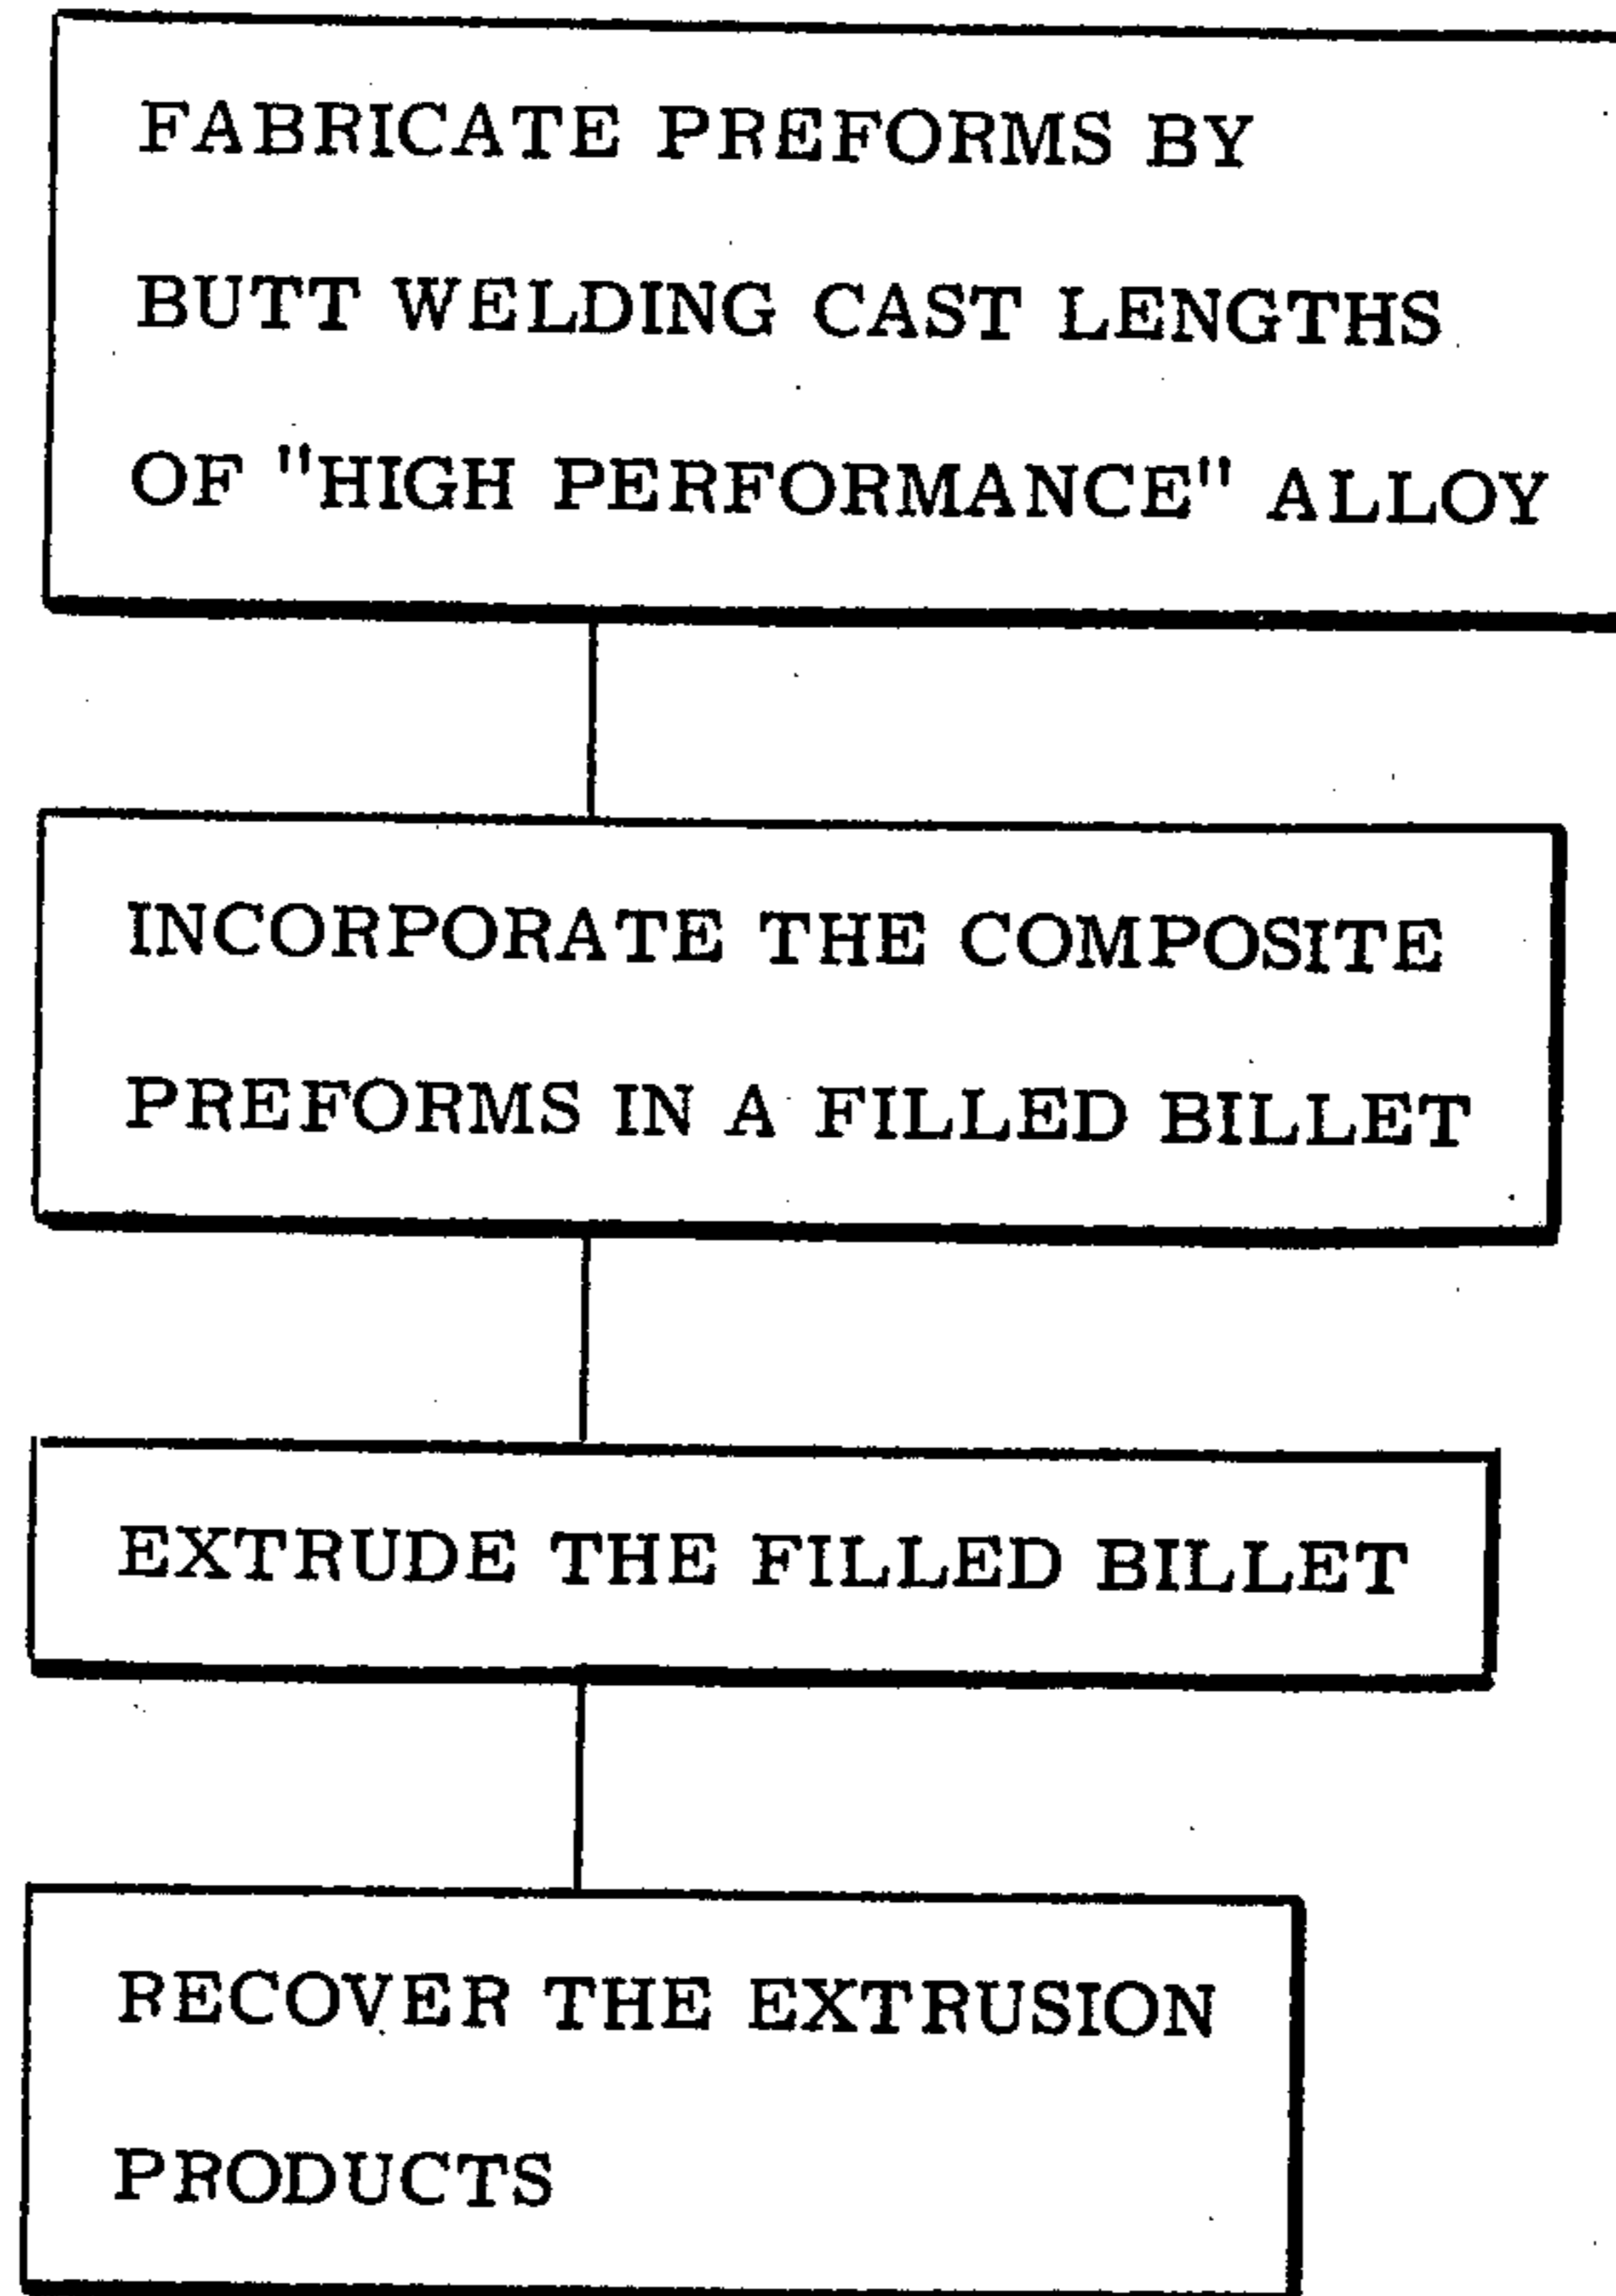 FABRICATE PREFORMS BY
BUTT WELDING CAST LENGTHS
OF "HIGH PERFORMANCE" ALLOY
INCORPORATE THE COMPOSITE
PREFORMS IN A FILLED BILLET
EXTRUDE THE FILLED BILLET
RECOVER THE EXTRUSION
PRODUCTS